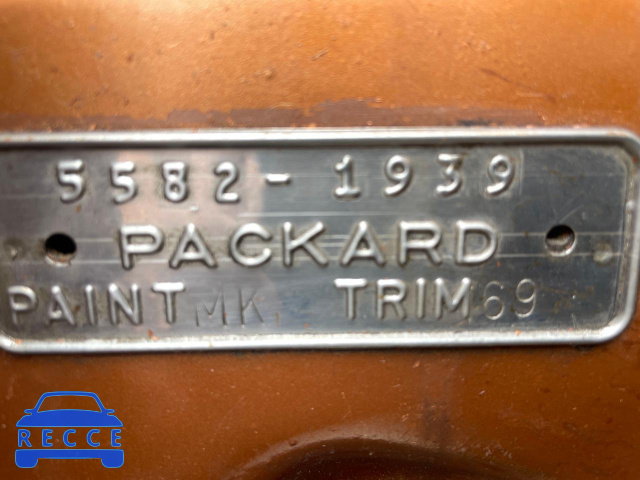 5582-1939
PACKARD
PAINT MK. TRIM 69
RECCE